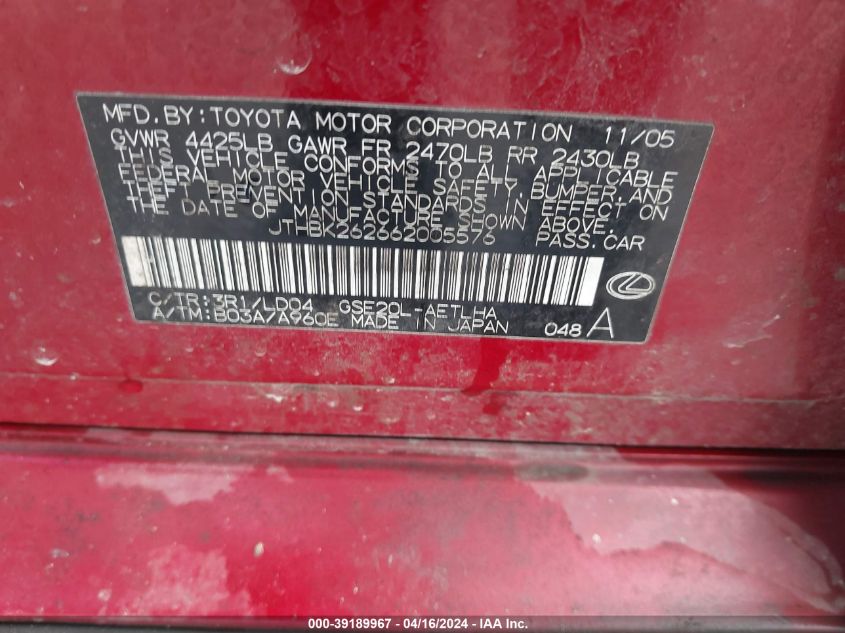 MFD. BY: TOYOTA MOTOR CORPORATION 11/05
GVWR 4425LB GAWR FR 2470LB RR 2430LB
THIS VEHICLE CONFORMS TO ALL APPLICABLE
FEDERAL MOTOR VEHICLE SAFETY, BUMPER, AND
THEFT PREVENTION STANDARDS IN EFFECT ON
THE DATE OF MANUFACTURE SHOWN ABOVE.
JTHBK262662005576 PASS. CAR
C/TR: 3R1/LD04 GSE20L-AETLHA
A/TM: B03A/A960E MADE IN JAPAN 048 A
000-39189967 - 04/16/2024 - IAA Inc.